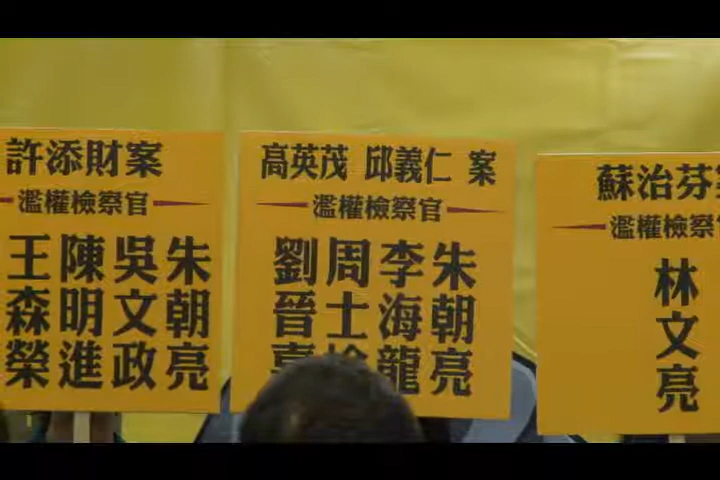 許添財案
濫權檢察官
朱朝亮
吳文政
陳明進
王森榮
高英茂 邱義仁 案
濫權檢察官
朱朝亮
李海龍
周士
劉晉
蘇治芬
濫權檢察
林文亮